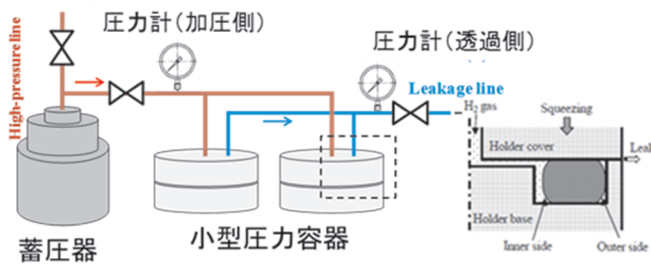 圧力計（加圧側）
圧力計（透過側）
High-pressure line
Leakage line
H2 gas
Squeezing
Holder cover
Leak
Holder base
Inner side
Outer side
蓄圧器
小型圧力容器